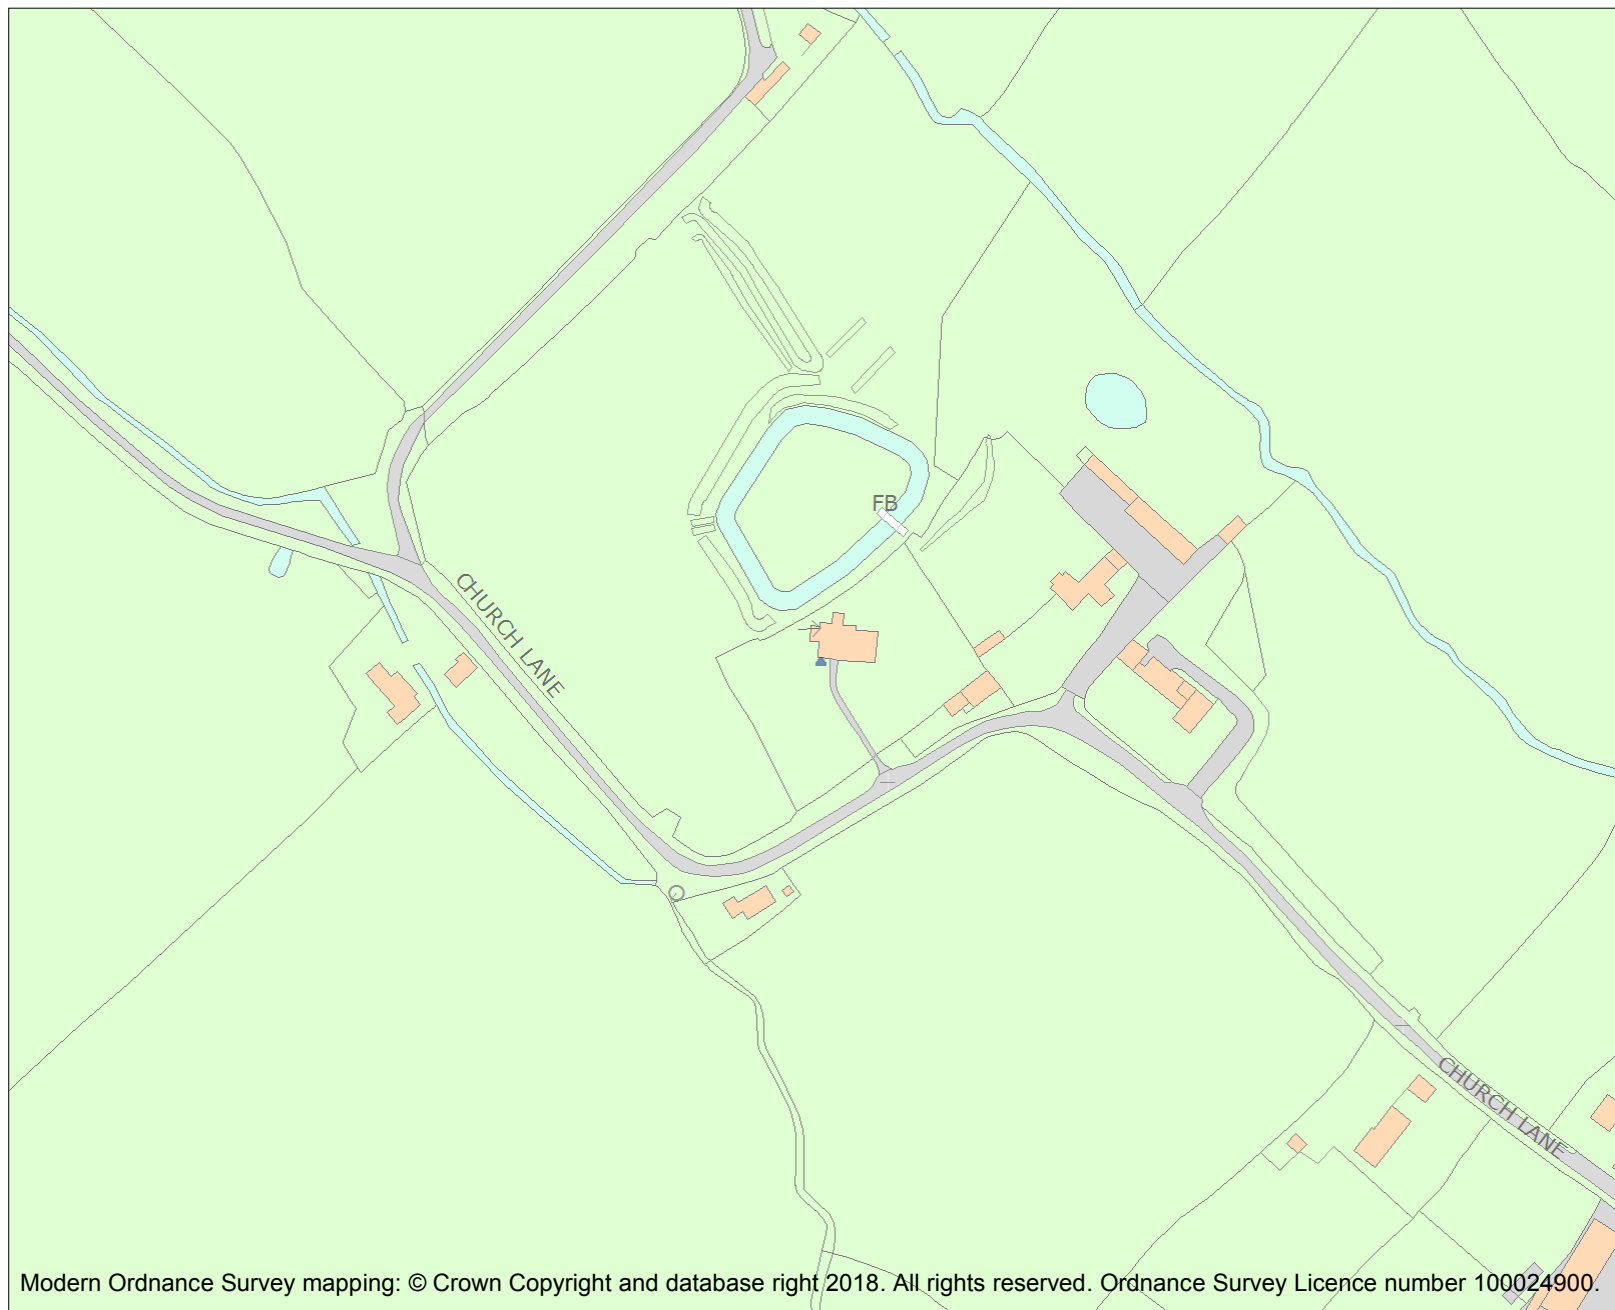 FB
CHURCH LANE
CHURCH LANE
Modern Ordnance Survey mapping: © Crown Copyright and database right 2018. All rights reserved. Ordnance Survey Licence number 100024900.